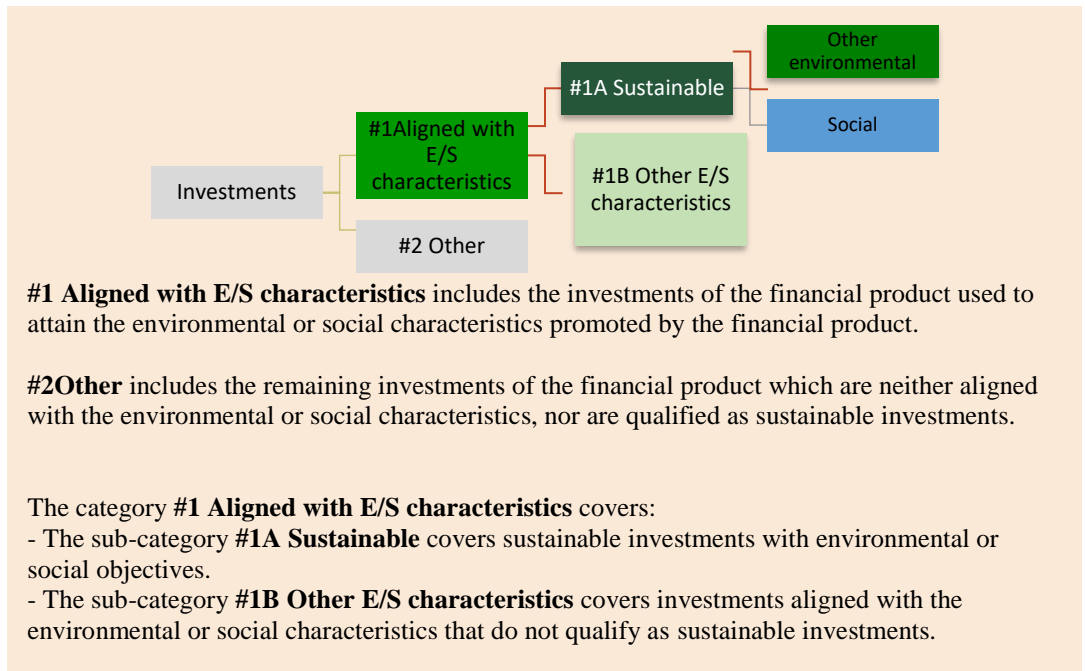 Other
environmental
#1A Sustainable
Social
#1Aligned with
E/S
characteristics
#1B Other E/S
characteristics
Investments
#2 Other
#1 Aligned with E/S characteristics includes the investments of the financial product used to
attain the environmental or social characteristics promoted by the financial product.
#2Other includes the remaining investments of the financial product which are neither aligned
with the environmental or social characteristics, nor are qualified as sustainable investments.
The category #1 Aligned with E/S characteristics covers:
- The sub-category #1A Sustainable covers sustainable investments with environmental or
social objectives.
- The sub-category #1B Other E/S characteristics covers investments aligned with the
environmental or social characteristics that do not qualify as sustainable investments.